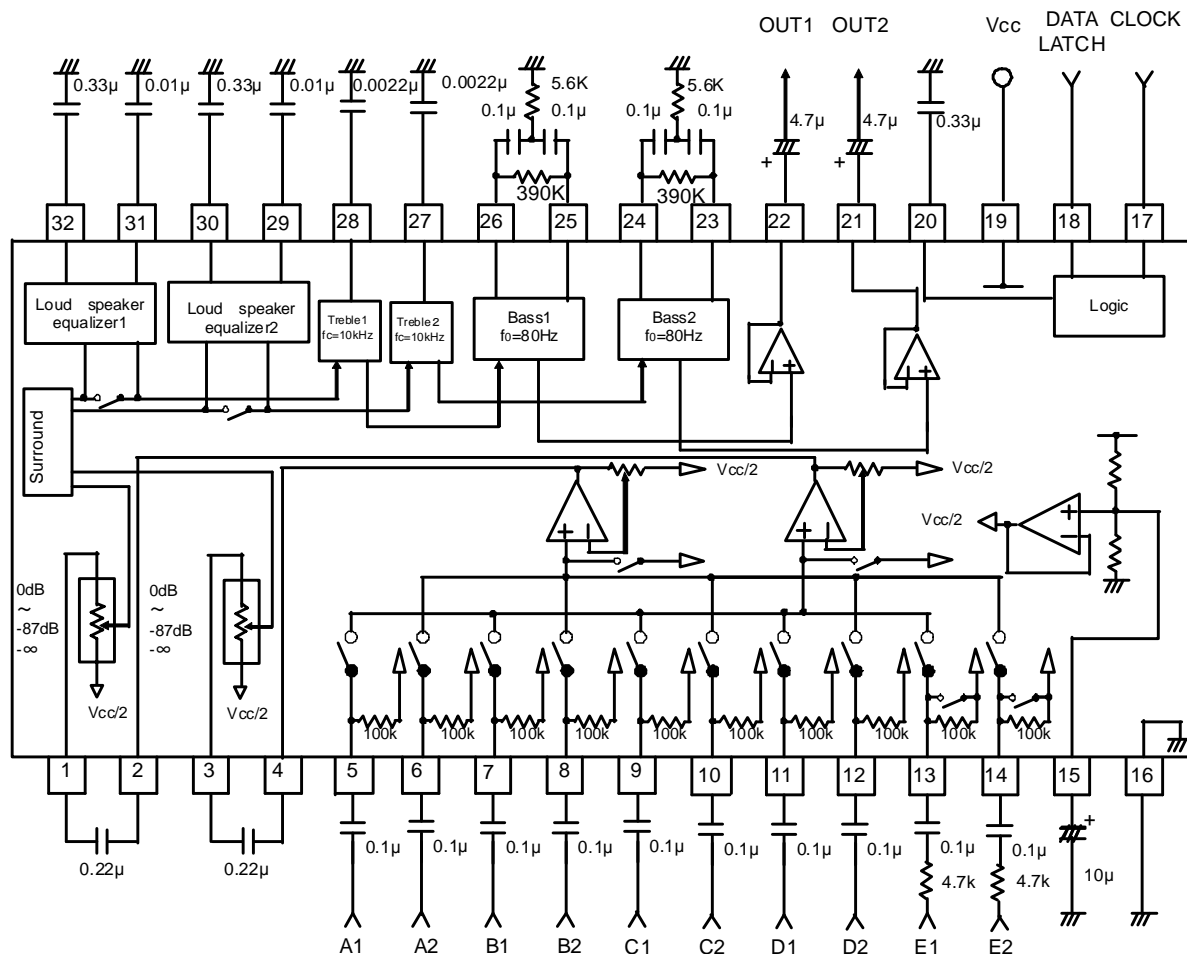 OUT1 OUT2 Vcc DATA CLOCK
LATCH
0.33μ 0.01μ 0.33μ 0.01μ 0.0022μ 0.0022μ 5.6K 5.6K
0.1μ 0.1μ 0.1μ 0.1μ 4.7μ 4.7μ 0.33μ
+ +
390K 390K
32 31 30 29 28 27 26 25 24 23 22 21 20 19 18 17
Loud speaker
equalizer1
Loud speaker
equalizer2
Treble1
fc=10kHz
Treble2
fc=10kHz
Bass1
f0=80Hz
Bass2
f0=80Hz
Logic
Surround
Vcc/2 Vcc/2
Vcc/2
0dB
~
-87dB
-∞
0dB
~
-87dB
-∞
Vcc/2 Vcc/2
100k 100k 100k 100k 100k 100k 100k 100k 100k 100k
1 2 3 4 5 6 7 8 9 10 11 12 13 14 15 16
0.22μ 0.22μ 0.1μ 0.1μ 0.1μ 0.1μ 0.1μ 0.1μ 0.1μ 0.1μ 0.1μ 0.1μ +
4.7k 4.7k 10μ
A1 A2 B1 B2 C1 C2 D1 D2 E1 E2